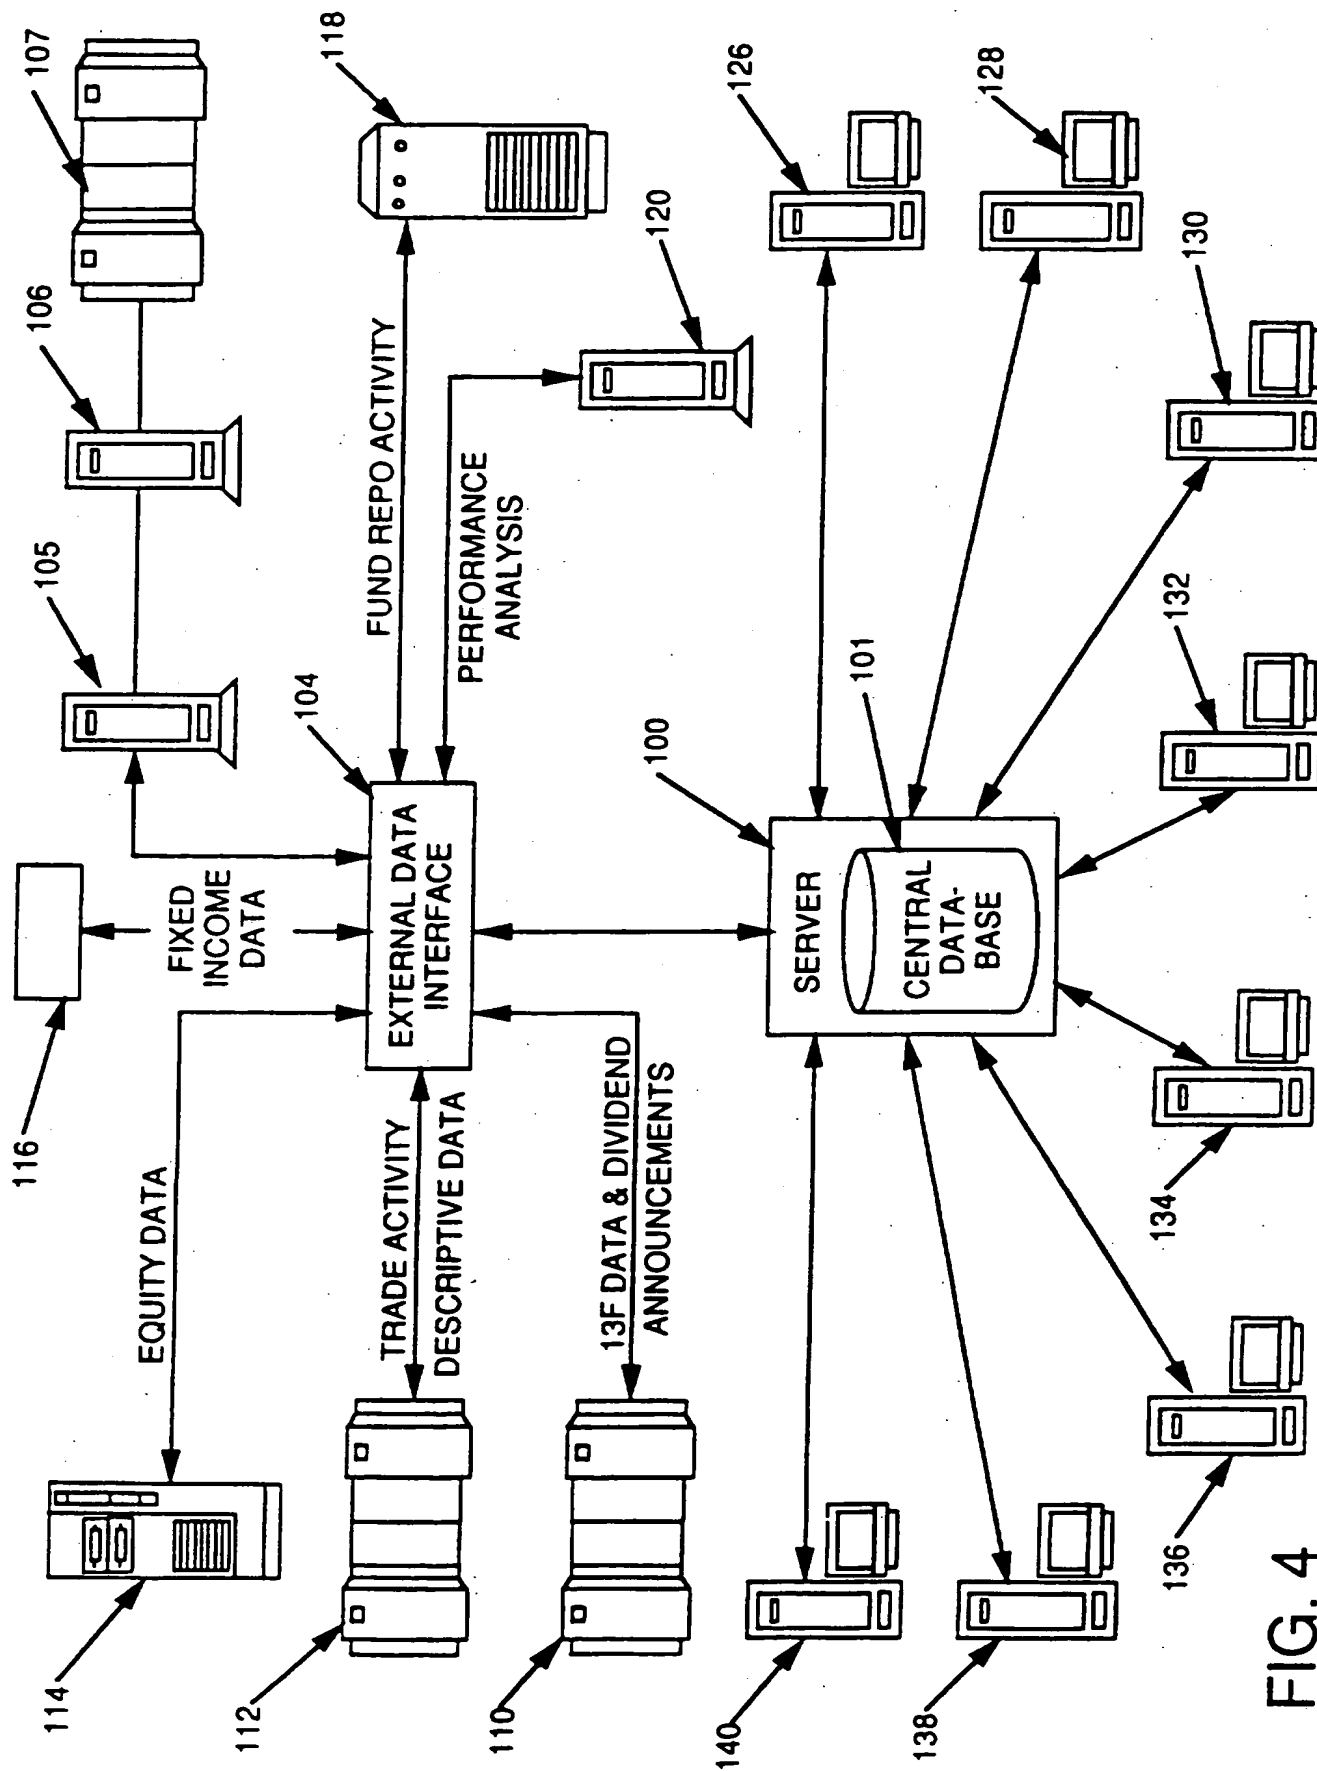 114
EQUITY DATA
116
FIXED
INCOME
DATA
105
106
107
112
TRADE ACTIVITY
DESCRIPTIVE DATA
EXTERNAL DATA
INTERFACE
104
FUND REPO ACTIVITY
118
PERFORMANCE
ANALYSIS
120
110
13F DATA & DIVIDEND
ANNOUNCEMENTS
100
SERVER
101
CENTRAL
DATA-
BASE
126
128
130
132
134
136
138
140
FIG. 4